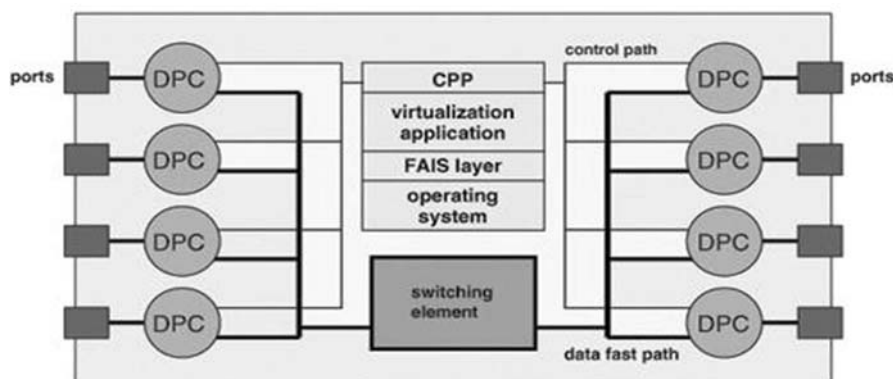 control path
ports
DPC
CPP
DPC
ports
virtualization
application
DPC
DPC
FAIS layer
operating
system
DPC
DPC
switching
element
DPC
DPC
data fast path